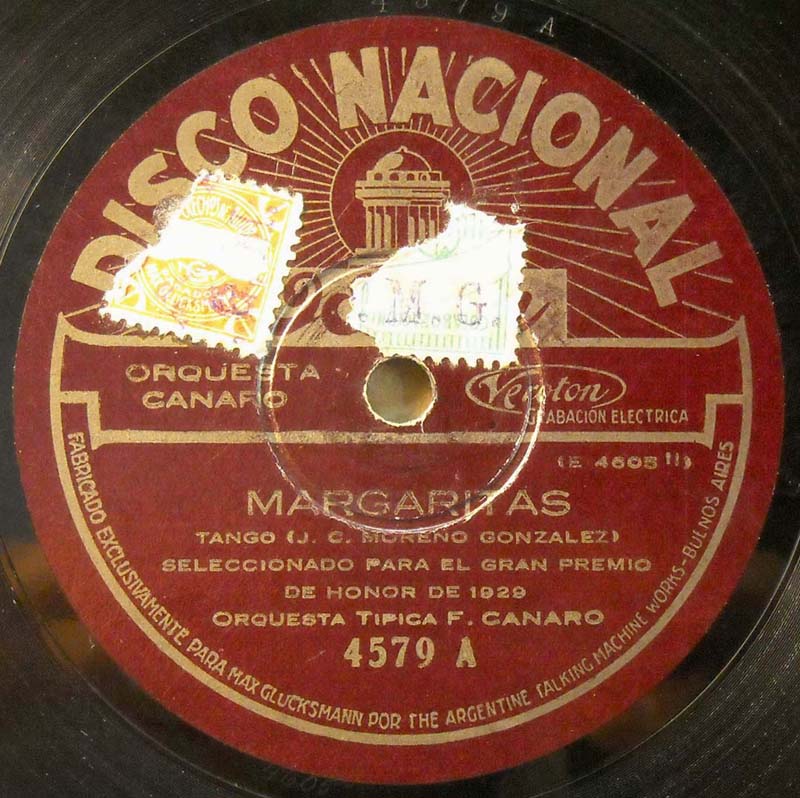 4579 A
DISCO NACIONAL
M G
ORQUESTA
CANARO
Veroton
GRABACIÓN ELECTRICA
(E 4605 II)
MARGARITAS
TANGO (J. C. MORENO GONZALEZ)
SELECCIONADO PARA EL GRAN PREMIO
DE HONOR DE 1929
ORQUESTA TIPICA F. CANARO
4579 A
FABRICADO EXCLUSIVAMENTE PARA MAX GLUCKSMANN POR THE ARGENTINE TALKING MACHINE WORKS-BUENOS AIRES